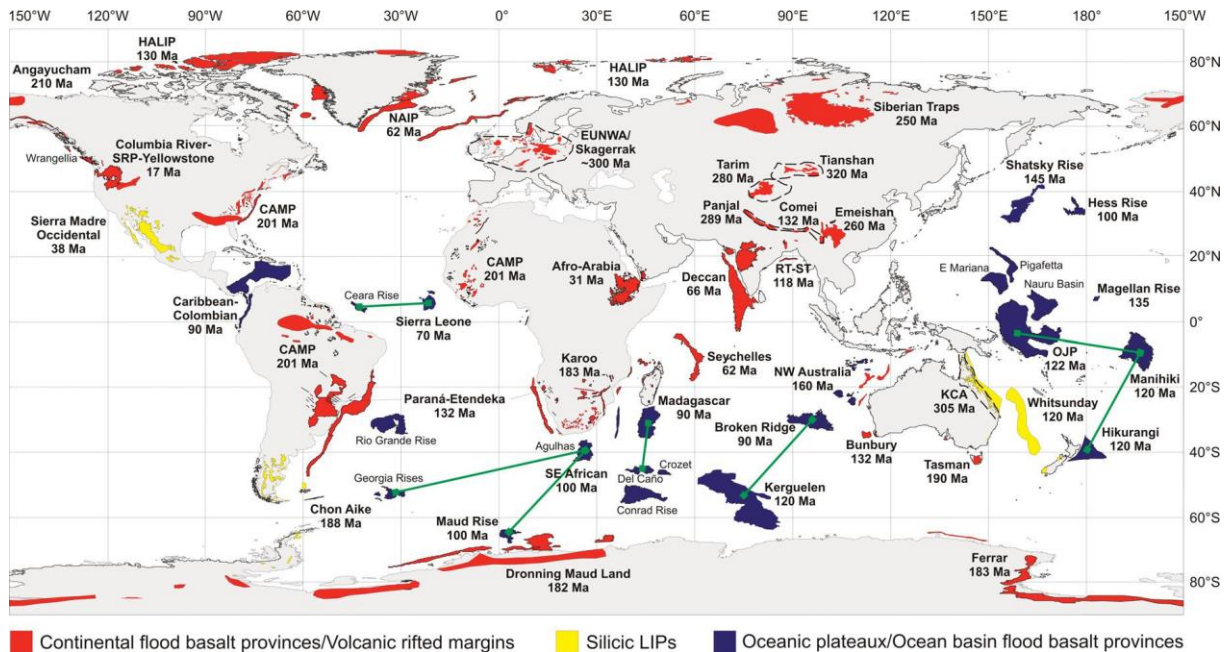 150°W 120°W 90°W 60°W 30°W 0°E 30°E 60°E 90°E 120°E 150°E 180°E 150°W
80°N
60°N
40°N
20°N
0°
20°S
40°S
60°S
80°S
HALIP
130 Ma
Angayucham
210 Ma
NAIP
62 Ma
HALIP
130 Ma
Siberian Traps
250 Ma
Columbia River-
SRP-Yellowstone
17 Ma
Wrangellia
EUNWA/
Skagerrak
~300 Ma
Tarim
280 Ma
Tianshan
320 Ma
Shatsky Rise
145 Ma
Hess Rise
100 Ma
Sierra Madre
Occidental
38 Ma
CAMP
201 Ma
Panjal
289 Ma
Comei
132 Ma
Emeishan
260 Ma
CAMP
201 Ma
Afro-Arabia
31 Ma
Deccan
66 Ma
RT-ST
118 Ma
E Mariana
Pigafetta
Nauru Basin
Magellan Rise
135
Caribbean-
Colombian
90 Ma
Ceara Rise
Sierra Leone
70 Ma
CAMP
201 Ma
Karoo
183 Ma
Seychelles
62 Ma
NW Australia
160 Ma
OJP
122 Ma
Manihiki
120 Ma
Paraná-Etendeka
132 Ma
Madagascar
90 Ma
KCA
305 Ma
Whitsunday
120 Ma
Rio Grande Rise
Agulhas
Broken Ridge
90 Ma
Bunbury
132 Ma
Hikurangi
120 Ma
Georgia Rises
SE African
100 Ma
Crozet
Del Caño
Conrad Rise
Kerguelen
120 Ma
Tasman
190 Ma
Chon Aike
188 Ma
Maud Rise
100 Ma
Dronning Maud Land
182 Ma
Ferrar
183 Ma
Continental flood basalt provinces/Volcanic rifted margins
Silicic LIPs
Oceanic plateaux/Ocean basin flood basalt provinces